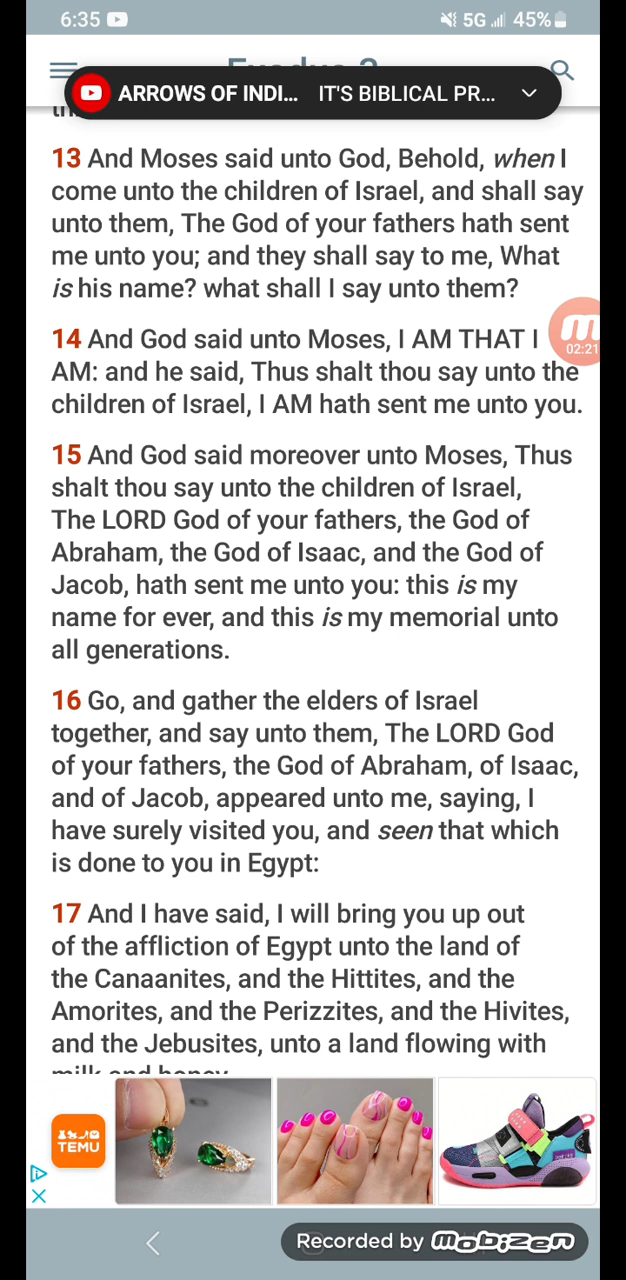 6:35
5G
45%
ARROWS OF INDI... IT'S BIBLICAL PR...
02:21
13 And Moses said unto God, Behold, when I
come unto the children of Israel, and shall say
unto them, The God of your fathers hath sent
me unto you; and they shall say to me, What
is his name? what shall I say unto them?
14 And God said unto Moses, I AM THAT I
AM: and he said, Thus shalt thou say unto the
children of Israel, I AM hath sent me unto you.
15 And God said moreover unto Moses, Thus
shalt thou say unto the children of Israel,
The LORD God of your fathers, the God of
Abraham, the God of Isaac, and the God of
Jacob, hath sent me unto you: this is my
name for ever, and this is my memorial unto
all generations.
16 Go, and gather the elders of Israel
together, and say unto them, The LORD God
of your fathers, the God of Abraham, of Isaac,
and of Jacob, appeared unto me, saying, I
have surely visited you, and seen that which
is done to you in Egypt:
17 And I have said, I will bring you up out
of the affliction of Egypt unto the land of
the Canaanites, and the Hittites, and the
Amorites, and the Perizzites, and the Hivites,
and the Jebusites, unto a land flowing with
TEMU
Recorded by mobizen